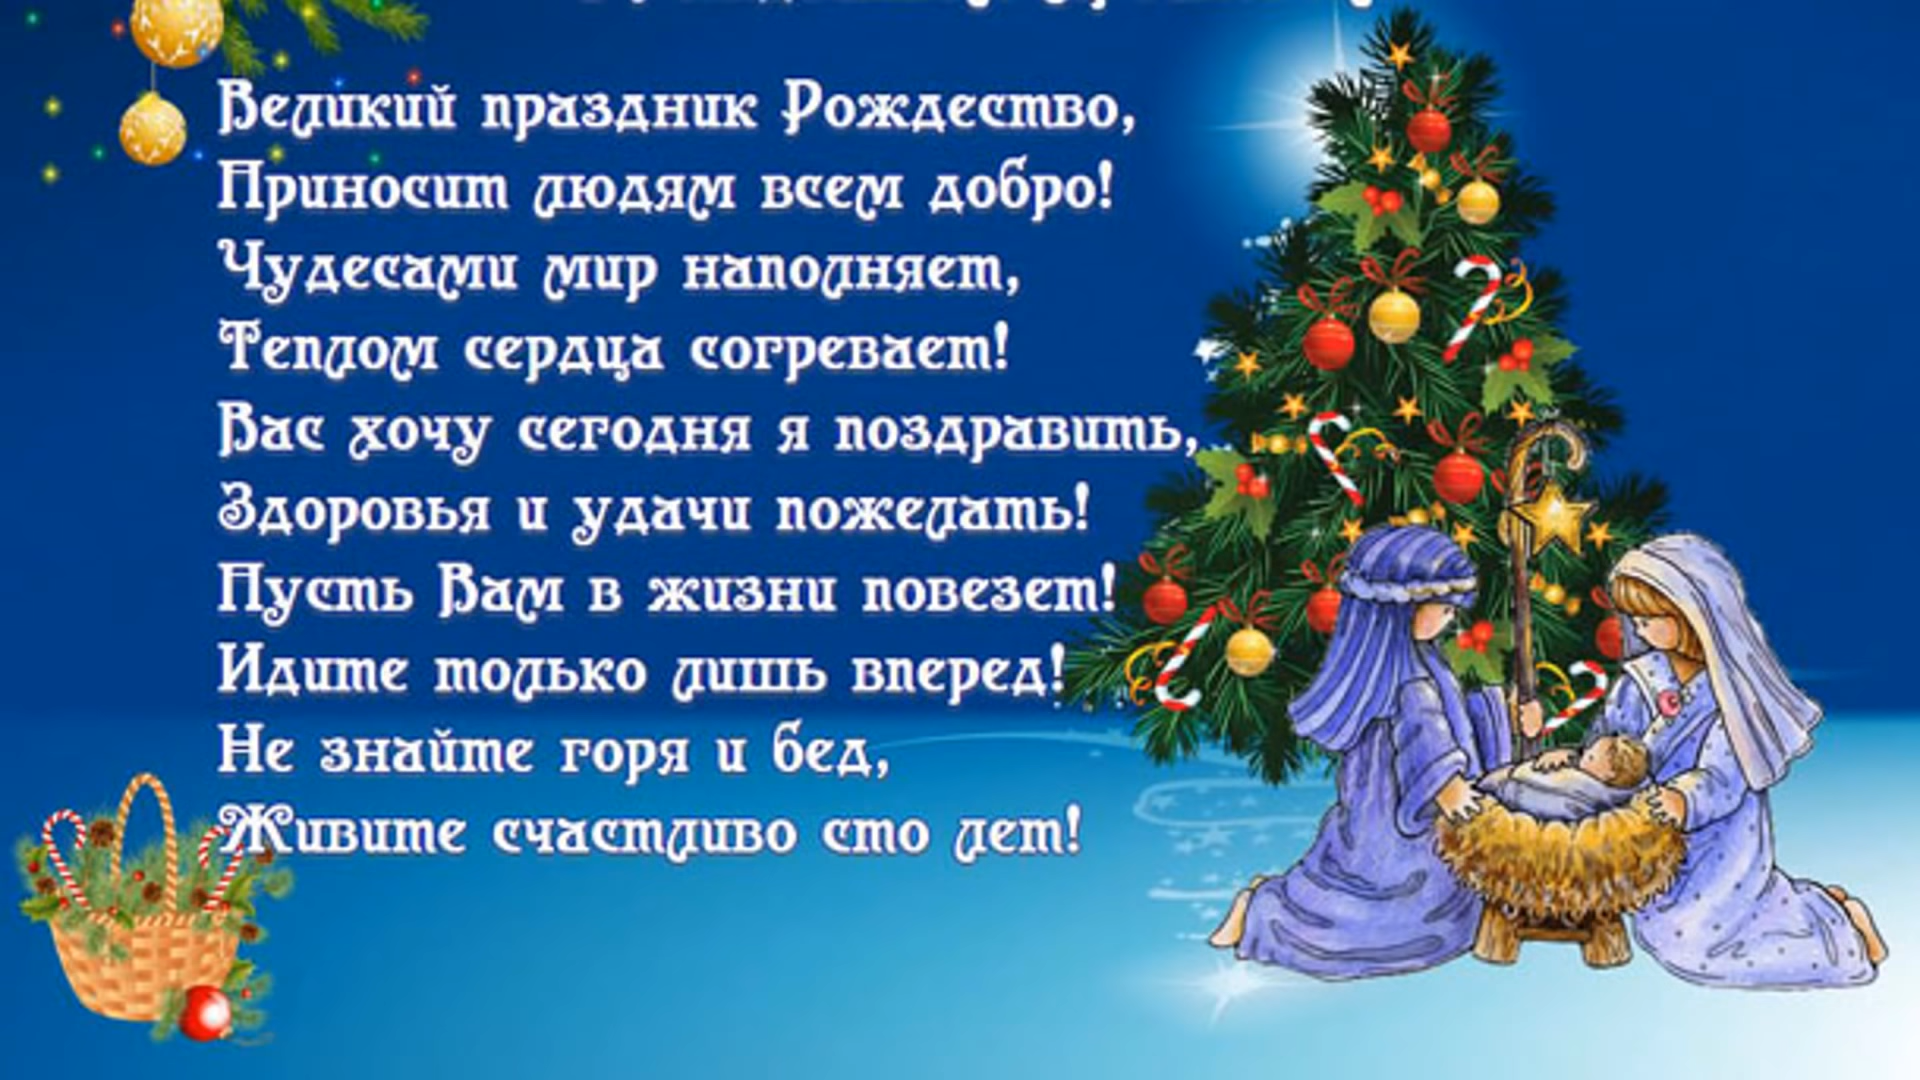 Великий праздник Рождество,
Приносит людям всем добро!
Чудесами мир наполняет,
Теплом сердца согревает!
Вас хочу сегодня я поздравить,
Здоровья и удачи пожелать!
Пусть Вам в жизни повезет!
Идите только лишь вперед!
Не знайте горя и бед,
Живите счастливо сто лет!